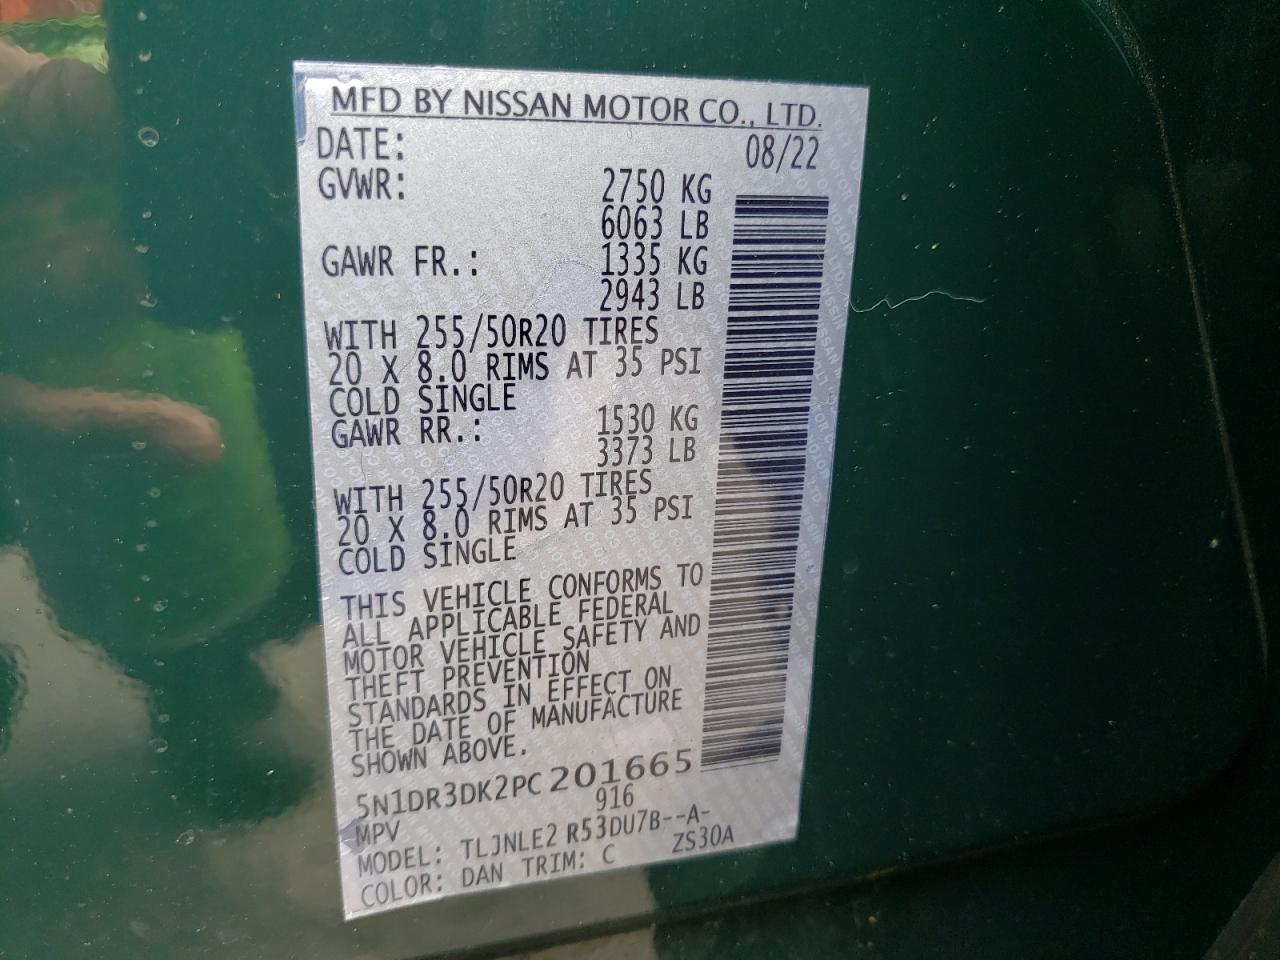 MFD BY NISSAN MOTOR CO., LTD.
DATE: 08/22
GVWR: 2750 KG
6063 LB
GAWR FR.: 1335 KG
2943 LB
WITH 255/50R20 TIRES
20 X 8.0 RIMS AT 35 PSI
COLD SINGLE
GAWR RR.: 1530 KG
3373 LB
WITH 255/50R20 TIRES
20 X 8.0 RIMS AT 35 PSI
COLD SINGLE
THIS VEHICLE CONFORMS TO
ALL APPLICABLE FEDERAL
MOTOR VEHICLE SAFETY AND
THEFT PREVENTION
STANDARDS IN EFFECT ON
THE DATE OF MANUFACTURE
SHOWN ABOVE.
5N1DR3DK2PC201665
MPV 916
MODEL: TLJNLE2 R53DU7B--A-
COLOR: DAN TRIM: C ZS30A